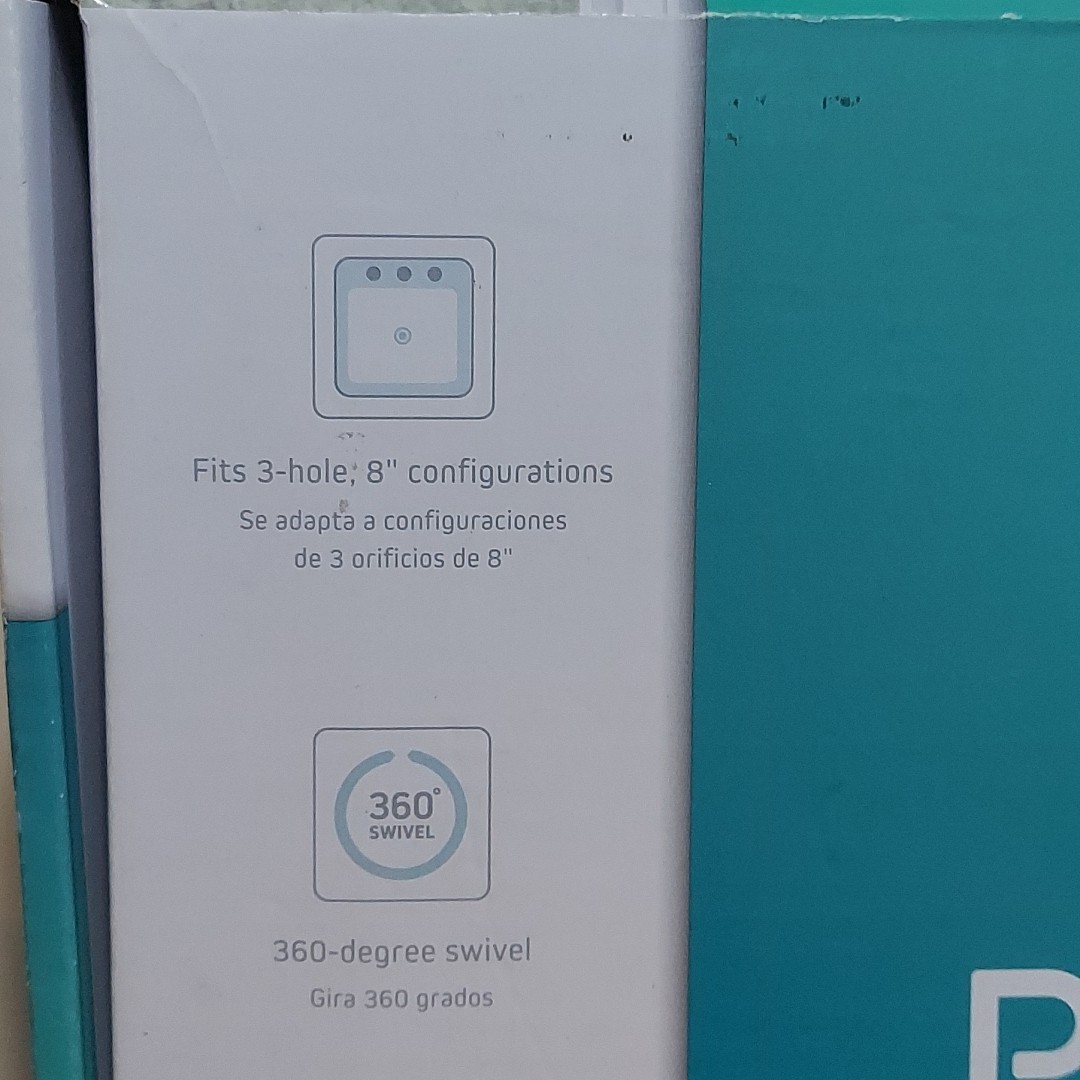 Fits 3-hole, 8" configurations
Se adapta a configuraciones
de 3 orificios de 8"
360°
SWIVEL
360-degree swivel
Gira 360 grados